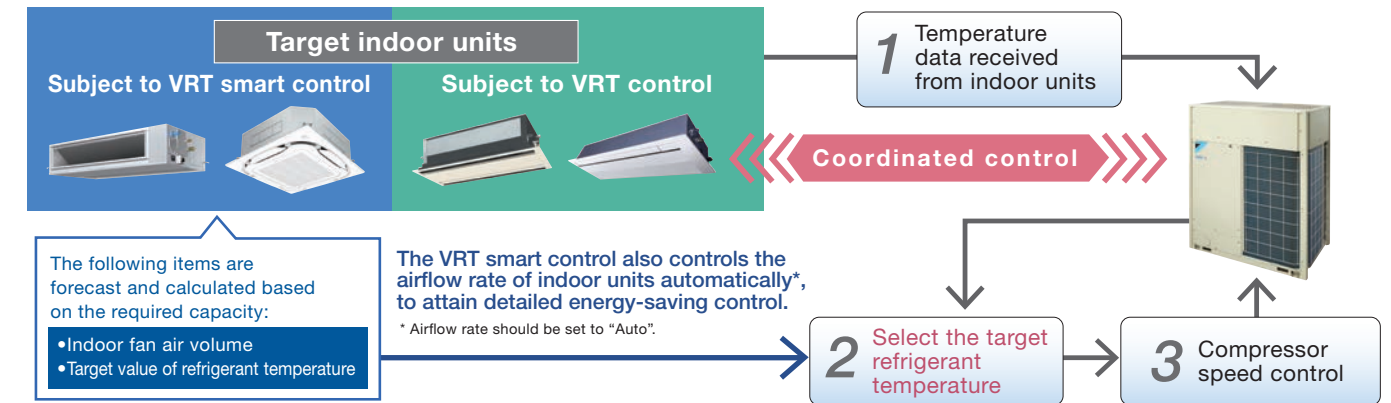 Target indoor units
Subject to VRT smart control
Subject to VRT control
1
Temperature
data received
from indoor units
Coordinated control
The following items are
forecast and calculated based
on the required capacity:
•Indoor fan air volume
•Target value of refrigerant temperature
The VRT smart control also controls the
airflow rate of indoor units automatically*,
to attain detailed energy-saving control.
* Airflow rate should be set to “Auto”.
2
Select the target
refrigerant
temperature
3
Compressor
speed control